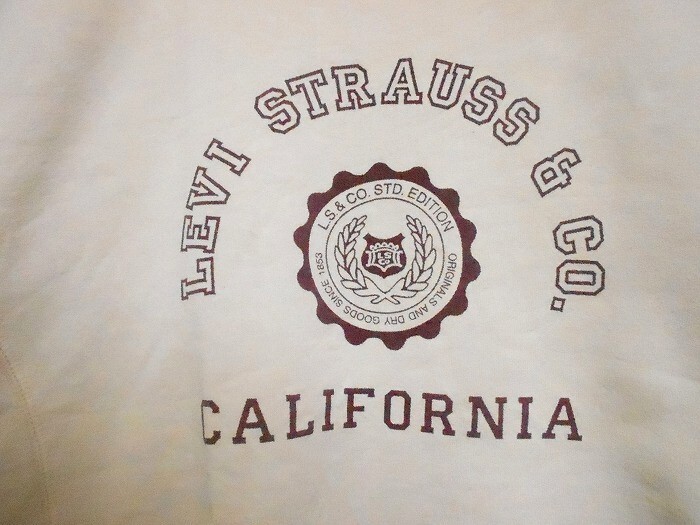 LEVI STRAUSS & CO.
L.S.& CO. STD. EDITION
ORIGINALS AND DRY GOODS SINCE 1853
LS
Co
CALIFORNIA